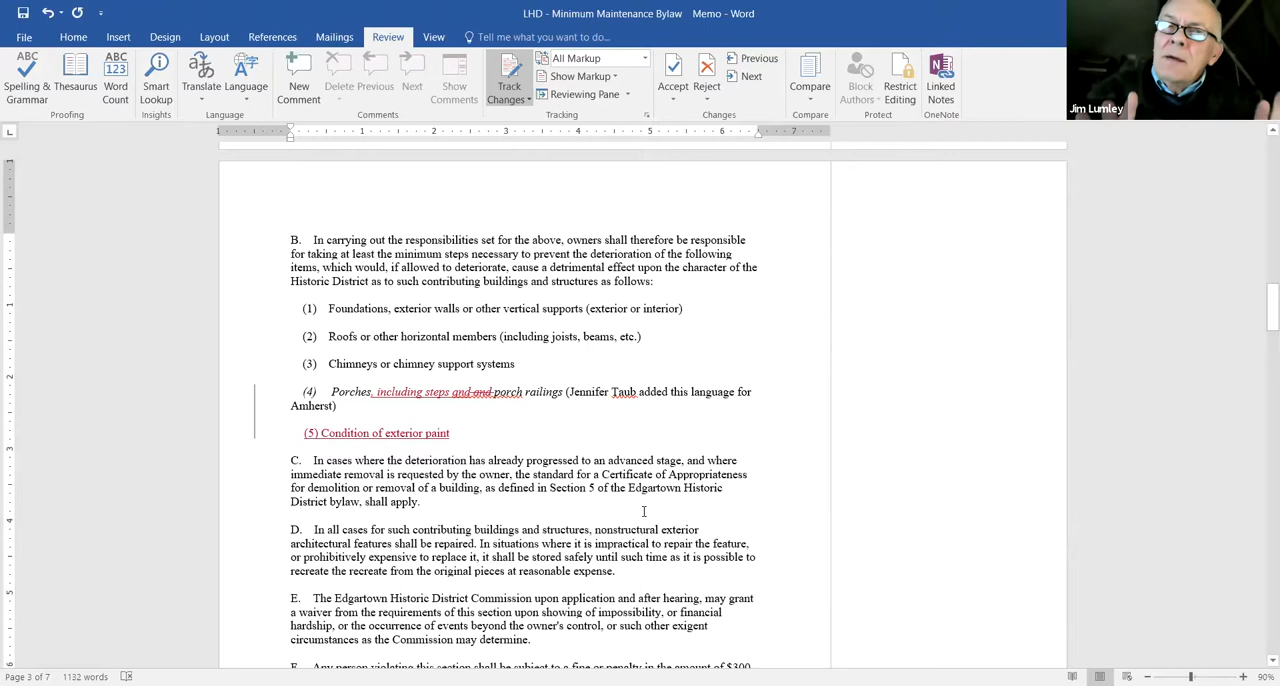 LHD - Minimum Maintenance Bylaw Memo - Word
File Home Insert Design Layout References Mailings Review View Tell me what you want to do...
ABC Spelling & Grammar
Thesaurus
ABC 123 Word Count
Proofing
Smart Lookup
Insights
Translate
Language
Language
New Comment
Delete
Previous
Next
Show Comments
Comments
Track Changes
All Markup
Show Markup
Reviewing Pane
Tracking
Accept
Reject
Previous
Next
Changes
Compare
Compare
Block Authors
Restrict Editing
Protect
Linked Notes
OneNote
Jim Lumley
1 1 2 3 4 5 6 7
B. In carrying out the responsibilities set for the above, owners shall therefore be responsible
for taking at least the minimum steps necessary to prevent the deterioration of the following
items, which would, if allowed to deteriorate, cause a detrimental effect upon the character of the
Historic District as to such contributing buildings and structures as follows:
(1) Foundations, exterior walls or other vertical supports (exterior or interior)
(2) Roofs or other horizontal members (including joists, beams, etc.)
(3) Chimneys or chimney support systems
(4) Porches, including steps and and porch railings (Jennifer Taub added this language for
Amherst)
(5) Condition of exterior paint
C. In cases where the deterioration has already progressed to an advanced stage, and where
immediate removal is requested by the owner, the standard for a Certificate of Appropriateness
for demolition or removal of a building, as defined in Section 5 of the Edgartown Historic
District bylaw, shall apply.
D. In all cases for such contributing buildings and structures, nonstructural exterior
architectural features shall be repaired. In situations where it is impractical to repair the feature,
or prohibitively expensive to replace it, it shall be stored safely until such time as it is possible to
recreate the recreate from the original pieces at reasonable expense.
E. The Edgartown Historic District Commission upon application and after hearing, may grant
a waiver from the requirements of this section upon showing of impossibility, or financial
hardship, or the occurrence of events beyond the owner's control, or such other exigent
circumstances as the Commission may determine.
F. Any person violating this section shall be subject to a fine or penalty in the amount of $300
Page 3 of 7 1132 words 90%